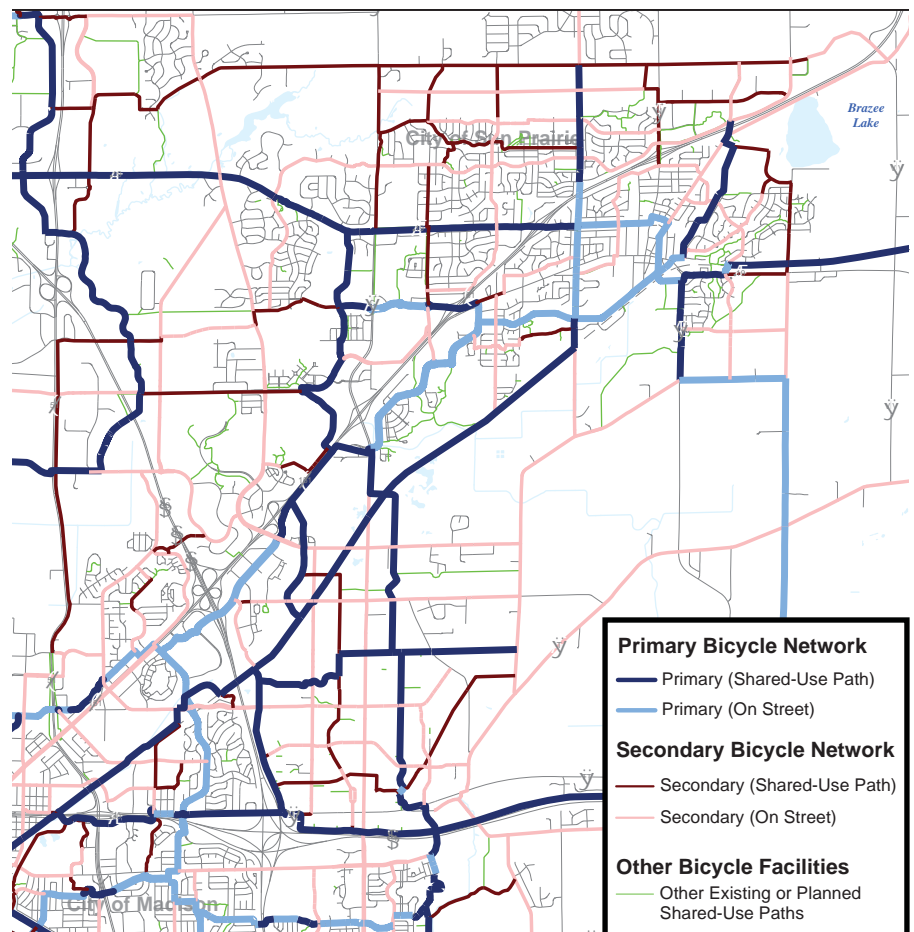 City of Sun Prairie
Brazee
Lake
City of Madison
Primary Bicycle Network
Primary (Shared-Use Path)
Primary (On Street)
Secondary Bicycle Network
Secondary (Shared-Use Path)
Secondary (On Street)
Other Bicycle Facilities
Other Existing or Planned
Shared-Use Paths